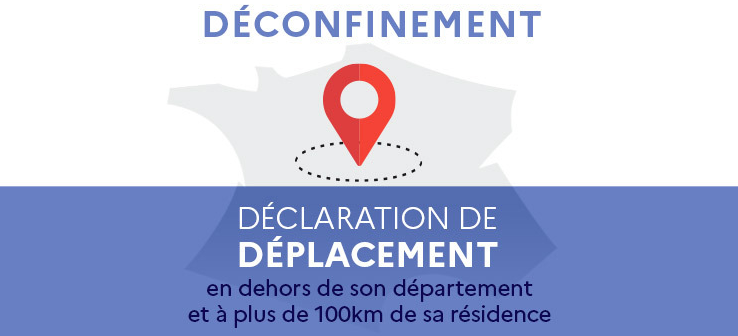 DÉCONFINEMENT
DÉCLARATION DE
DÉPLACEMENT
en dehors de son département
et à plus de 100km de sa résidence